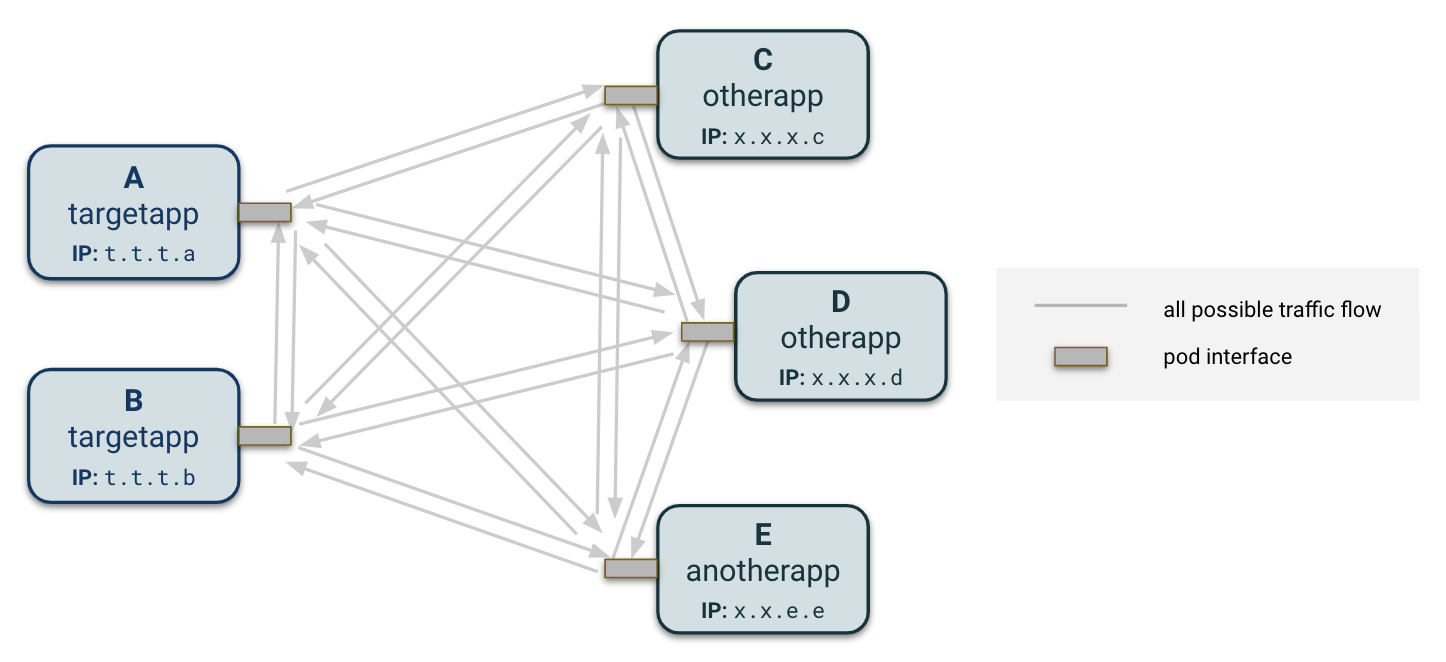 A
targetapp
IP: t.t.t.a
B
targetapp
IP: t.t.t.b
C
otherapp
IP: x.x.x.c
D
otherapp
IP: x.x.x.d
E
anotherapp
IP: x.x.e.e
all possible traffic flow
pod interface